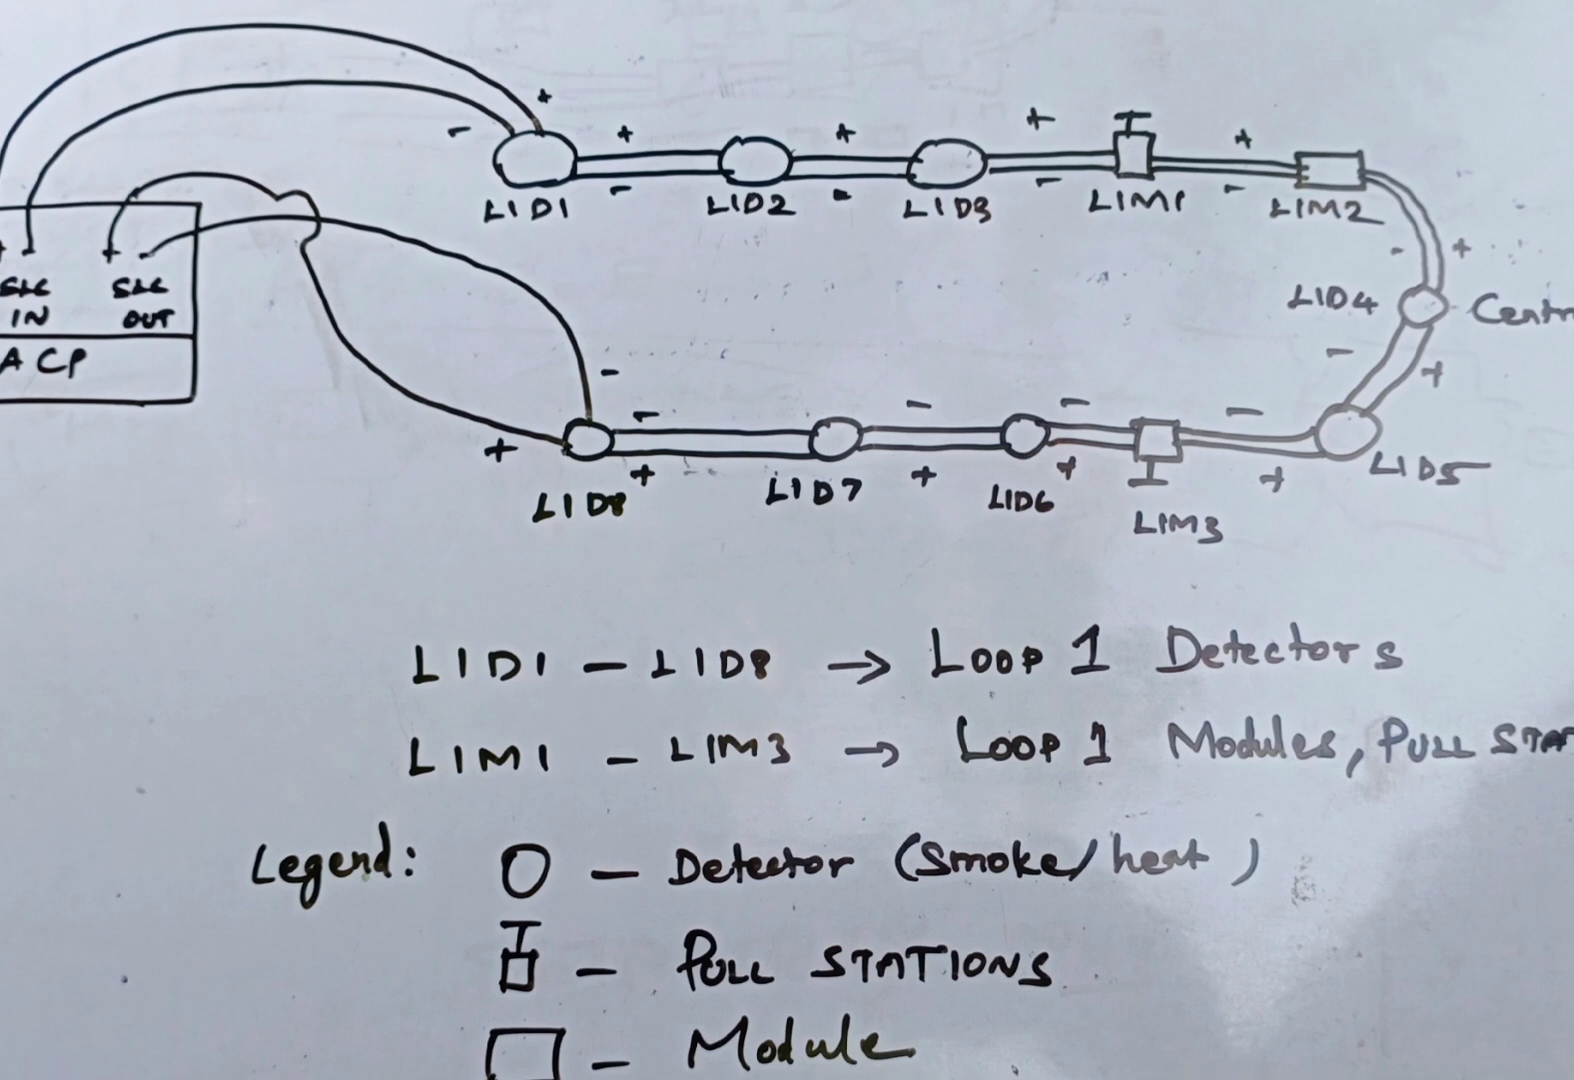 - + + + + +
L1D1 - L1D2 - L1D3 - L1M1 - L1M2
+ + -
SLC SLC
IN OUT
ACP
- +
L1D4
- +
- - - - -
+ + + + +
L1D8 L1D7 L1D6 L1M3 L1D5
L1D1 – L1D8 → LOOP 1 Detectors
L1M1 – L1M3 → LOOP 1 Modules, PULL
Legend: O – Detector (Smoke/heat)
– PULL STATIONS
– Module